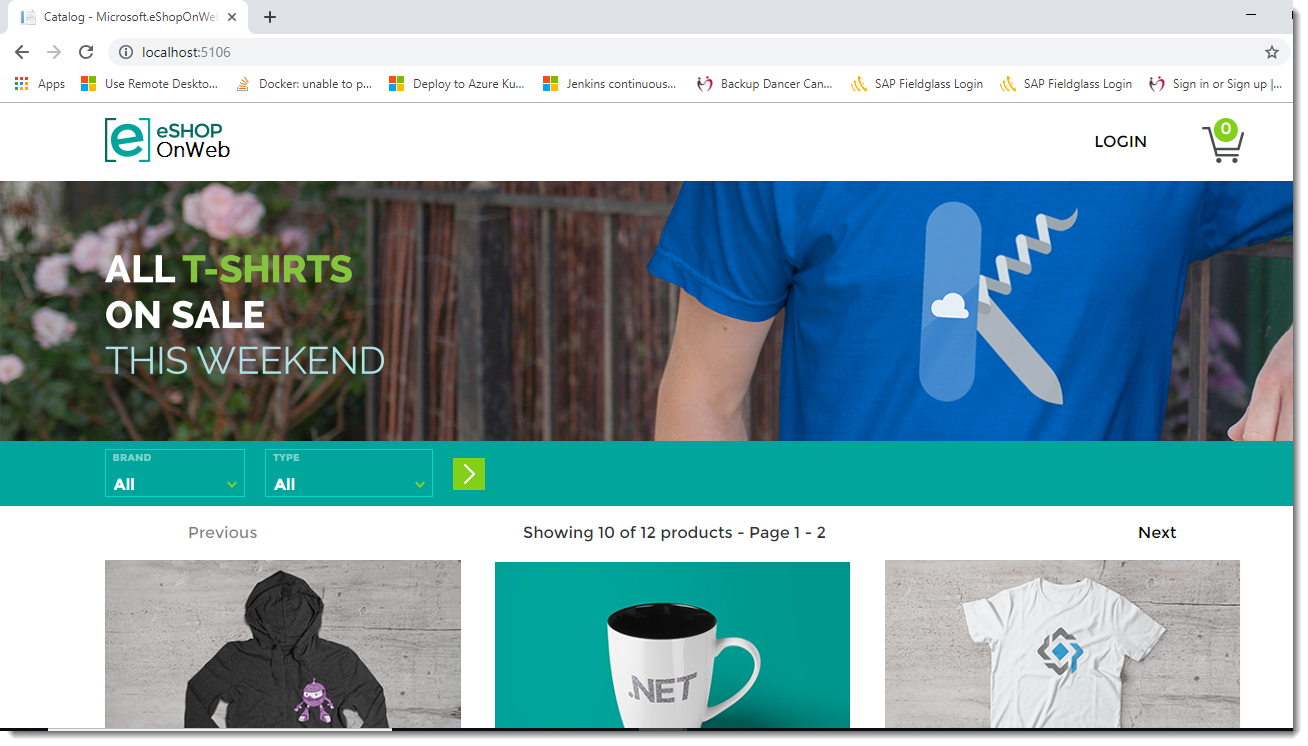 Catalog - Microsoft.eShopOnWe
localhost:5106
Apps
Use Remote Deskto...
Docker: unable to p...
Deploy to Azure Ku...
Jenkins continuous...
Backup Dancer Can...
SAP Fieldglass Login
SAP Fieldglass Login
Sign in or Sign up |...
[e] eSHOP
OnWeb
LOGIN
0
ALL T-SHIRTS
ON SALE
THIS WEEKEND
BRAND
All
TYPE
All
Previous
Showing 10 of 12 products - Page 1 - 2
Next
.NET